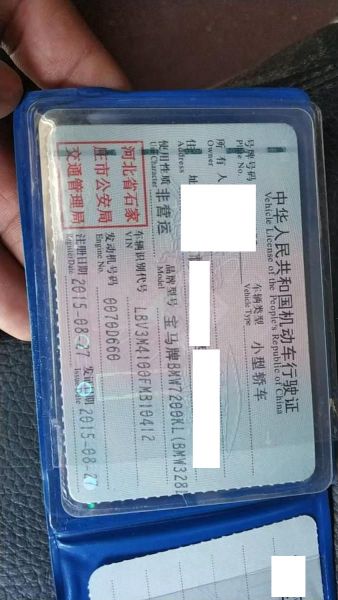 中华人民共和国机动车行驶证
Vehicle License of the People's Republic of China
号牌号码
Plate No.
车辆类型 小型轿车
Vehicle Type
所有人
Owner
住 址
Address
使用性质 非营运
Use Character
品牌型号 宝马牌BMW7200KL(BMW328
Model
河北省石家
庄市公安局
交通管理局
车辆识别代号 LBV3M4100FMB10412
VIN
发动机号码 0070D660
Engine No.
注册日期 2015-08-27
Register Date
发证日期 2015-08-27